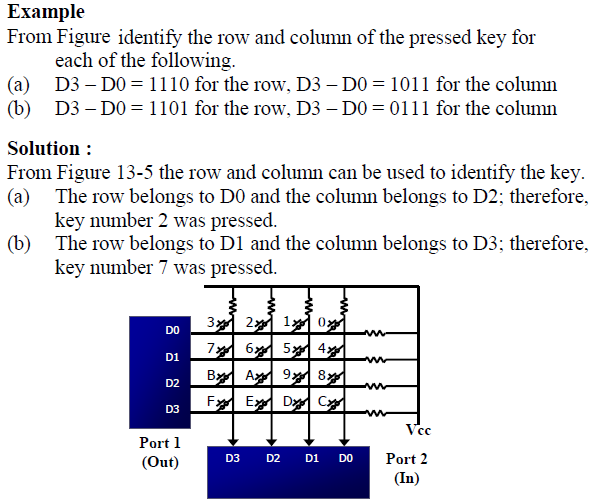 Example
From Figure identify the row and column of the pressed key for
each of the following.
(a) D3 – D0 = 1110 for the row, D3 – D0 = 1011 for the column
(b) D3 – D0 = 1101 for the row, D3 – D0 = 0111 for the column
Solution :
From Figure 13-5 the row and column can be used to identify the key.
(a) The row belongs to D0 and the column belongs to D2; therefore,
key number 2 was pressed.
(b) The row belongs to D1 and the column belongs to D3; therefore,
key number 7 was pressed.
D0 3 2 1 0
D1 7 6 5 4
D2 B A 9 8
D3 F E D C
Vcc
Port 1
(Out)
D3 D2 D1 D0
Port 2
(In)